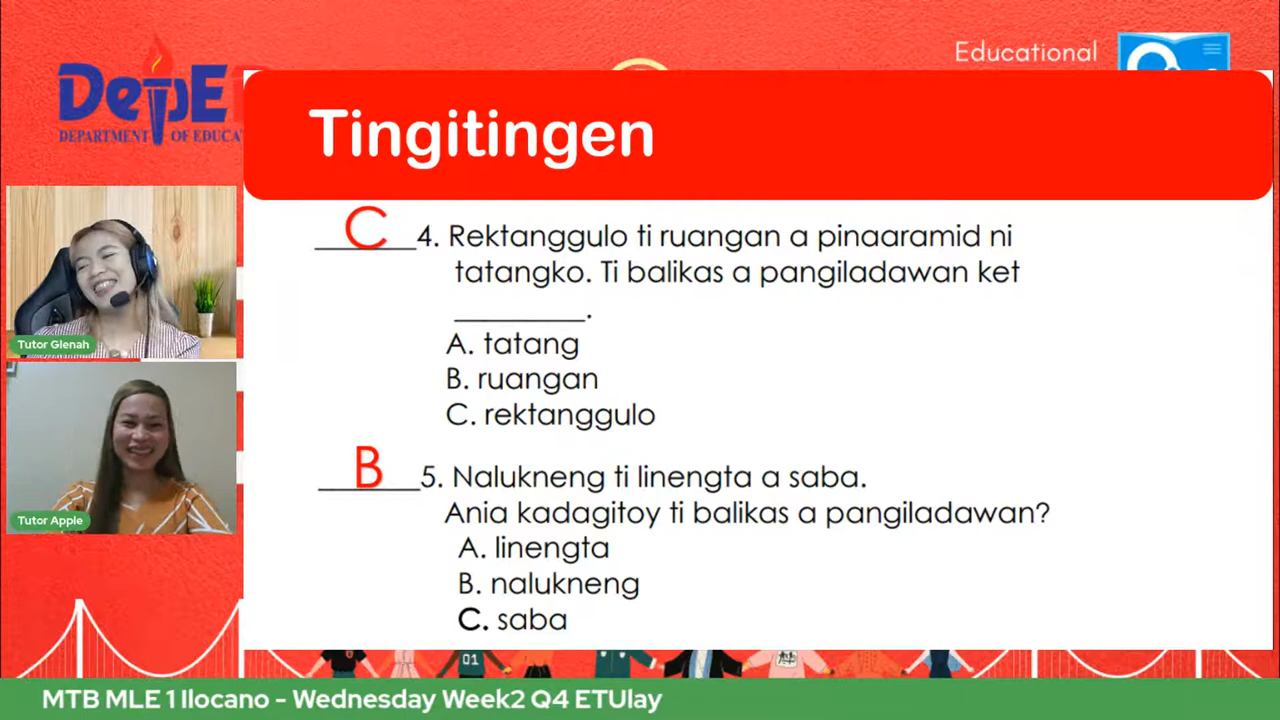 Educational
DepE
DEPARTMENT OF EDUCA
Tingitingen
C 4. Rektanggulo ti ruangan a pinaaramid ni
tatangko. Ti balikas a pangiladawan ket
__________.
A. tatang
B. ruangan
C. rektanggulo
B 5. Nalukneng ti linengta a saba.
Ania kadagitoy ti balikas a pangiladawan?
A. linengta
B. nalukneng
C. saba
Tutor Glenah
Tutor Apple
01
MTB MLE 1 Ilocano - Wednesday Week2 Q4 ETUlay